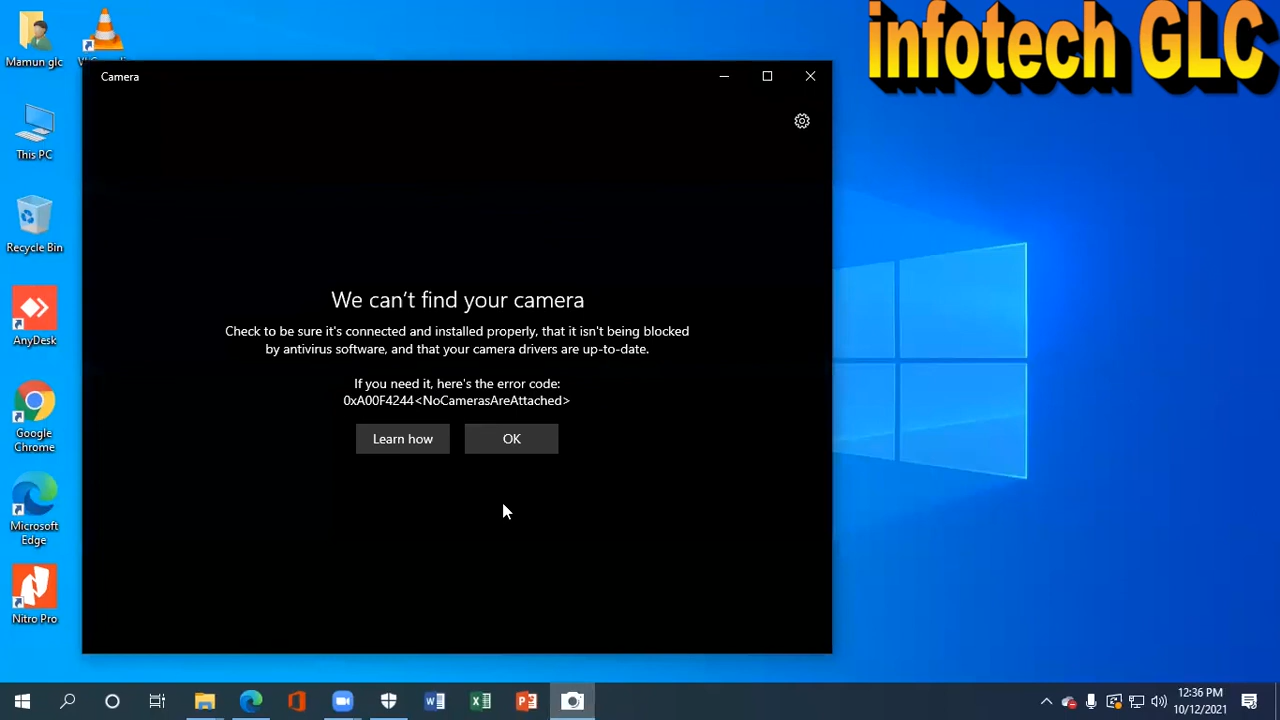 infotech GLC
Mamun glc
This PC
Recycle Bin
AnyDesk
Google
Chrome
Microsoft
Edge
Nitro Pro
Camera
We can't find your camera
Check to be sure it's connected and installed properly, that it isn't being blocked
by antivirus software, and that your camera drivers are up-to-date.
If you need it, here's the error code:
0xA00F4244<NoCamerasAreAttached>
Learn how
OK
12:36 PM
10/12/2021